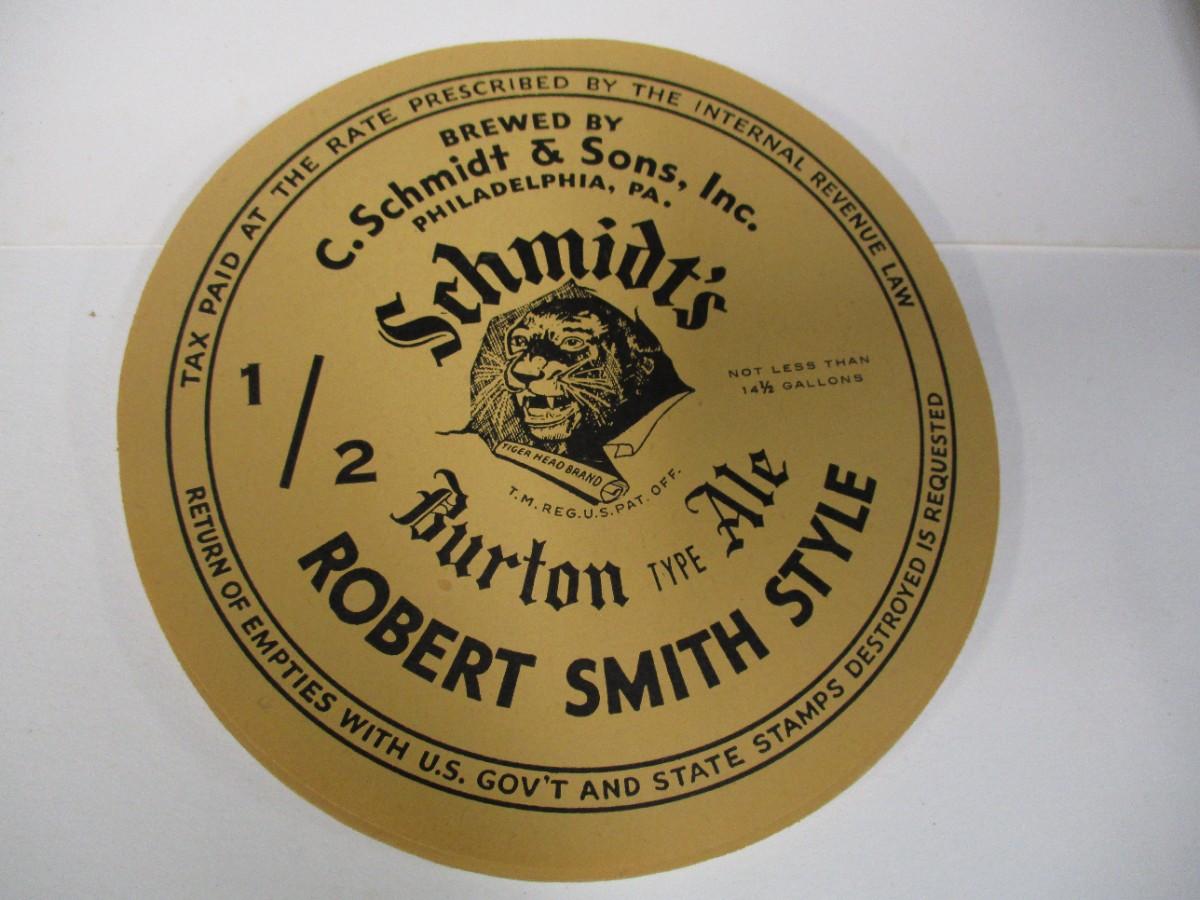 TAX PAID AT THE RATE PRESCRIBED BY THE INTERNAL REVENUE LAW
BREWED BY
C. Schmidt & Sons, Inc.
PHILADELPHIA, PA.
Schmidt's
1/2
NOT LESS THAN
14½ GALLONS
TIGER HEAD BRAND
T.M. REG.U.S.PAT. OFF.
Burton TYPE Ale
ROBERT SMITH STYLE
RETURN OF EMPTIES WITH U.S. GOV'T AND STATE STAMPS DESTROYED IS REQUESTED